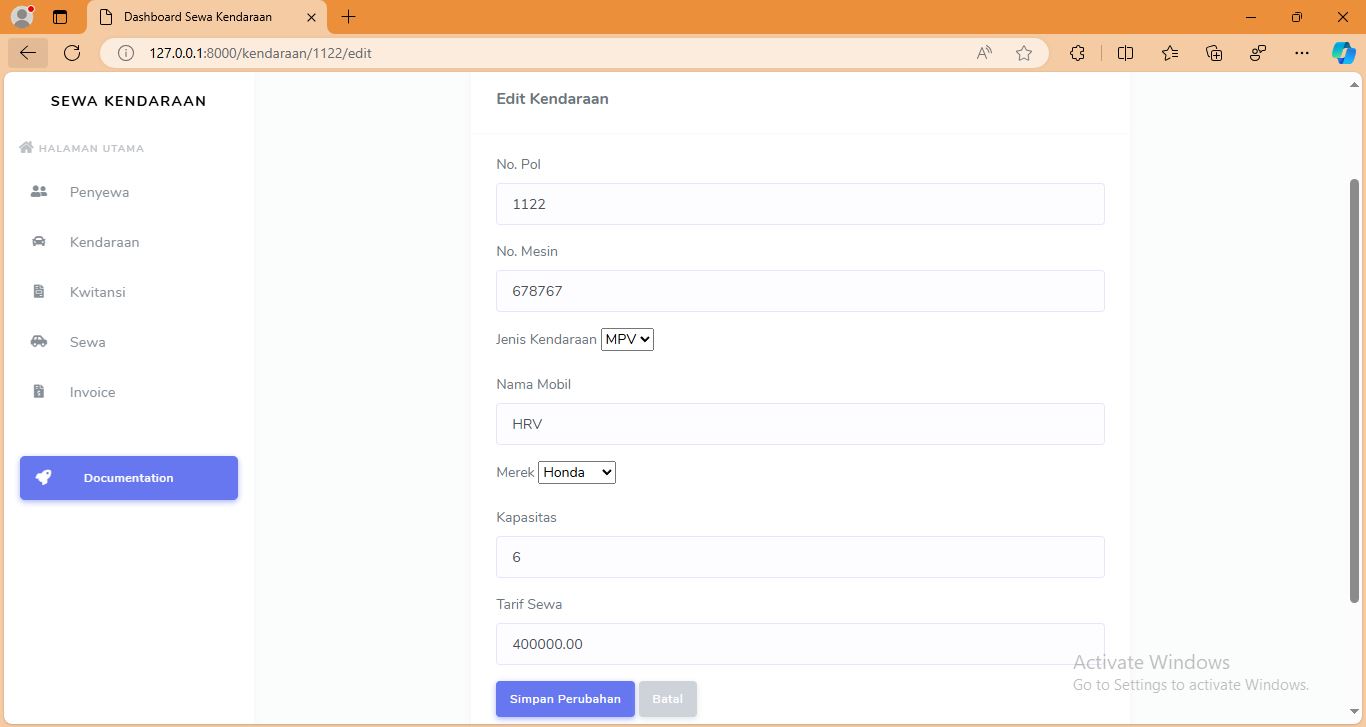 Dashboard Sewa Kendaraan
127.0.0.1:8000/kendaraan/1122/edit
SEWA KENDARAAN
HALAMAN UTAMA
Penyewa
Kendaraan
Kwitansi
Sewa
Invoice
Documentation
Edit Kendaraan
No. Pol
1122
No. Mesin
678767
Jenis Kendaraan MPV
Nama Mobil
HRV
Merek Honda
Kapasitas
6
Tarif Sewa
400000.00
Simpan Perubahan Batal
Activate Windows
Go to Settings to activate Windows.